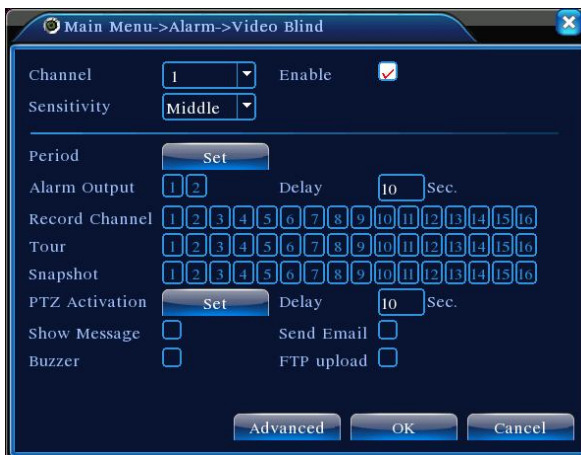 Main Menu->Alarm->Video Blind
Channel 1 Enable
Sensitivity Middle
Period Set
Alarm Output 1 2 Delay 10 Sec.
Record Channel 1 2 3 4 5 6 7 8 9 10 11 12 13 14 15 16
Tour 1 2 3 4 5 6 7 8 9 10 11 12 13 14 15 16
Snapshot 1 2 3 4 5 6 7 8 9 10 11 12 13 14 15 16
PTZ Activation Set Delay 10 Sec.
Show Message Send Email
Buzzer FTP upload
Advanced OK Cancel